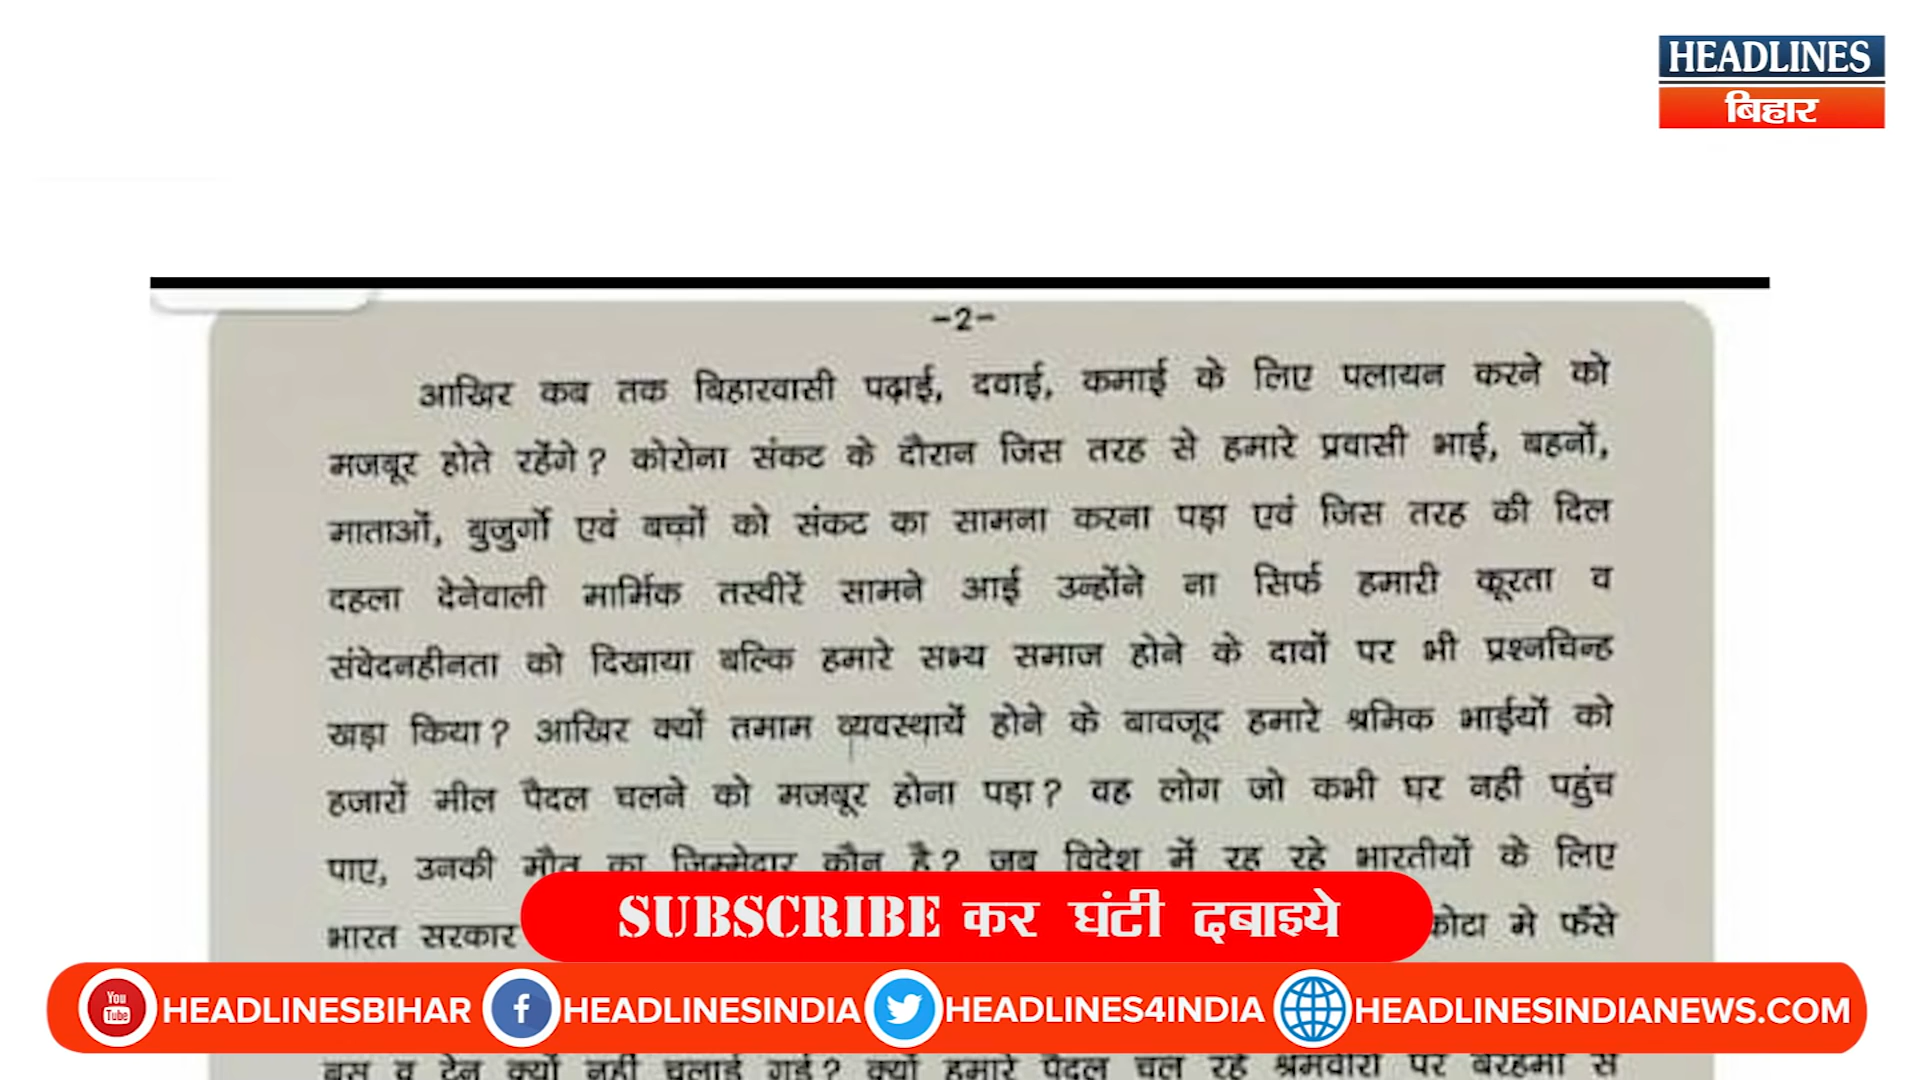 HEADLINES
बिहार
-2-
आखिर कब तक बिहारवासी पढ़ाई, दवाई, कमाई के लिए पलायन करने को
मजबूर होते रहेंगे? कोरोना संकट के दौरान जिस तरह से हमारे प्रवासी भाई, बहनों,
माताओं, बुजुर्गो एवं बच्चों को संकट का सामना करना पड़ा एवं जिस तरह की दिल
दहला देनेवाली मार्मिक तस्वीरें सामने आई उन्होंने ना सिर्फ हमारी कूरता व
संवेदनहीनता को दिखाया बल्कि हमारे सभ्य समाज होने के दावों पर भी प्रश्नचिन्ह
खड़ा किया? आखिर क्यों तमाम व्यवस्थायें होने के बावजूद हमारे श्रमिक भाईयों को
हजारों मील पैदल चलने को मजबूर होना पड़ा? वह लोग जो कभी घर नहीं पहुंच
पाए, उनकी मौत का जिम्मेदार कौन है? जब विदेश में रह रहे भारतीयों के लिए
भारत सरकार कोटा मे फँसे
SUBSCRIBE कर घंटी दबाइये
YouTube HEADLINESBIHAR f HEADLINESINDIA HEADLINES4INDIA HEADLINESINDIANEWS.COM
बस व ट्रेन क्यों नहीं चलाई गई? क्यों हमारे पैदल चल रहे श्रमवीरों पर बेरहमी से